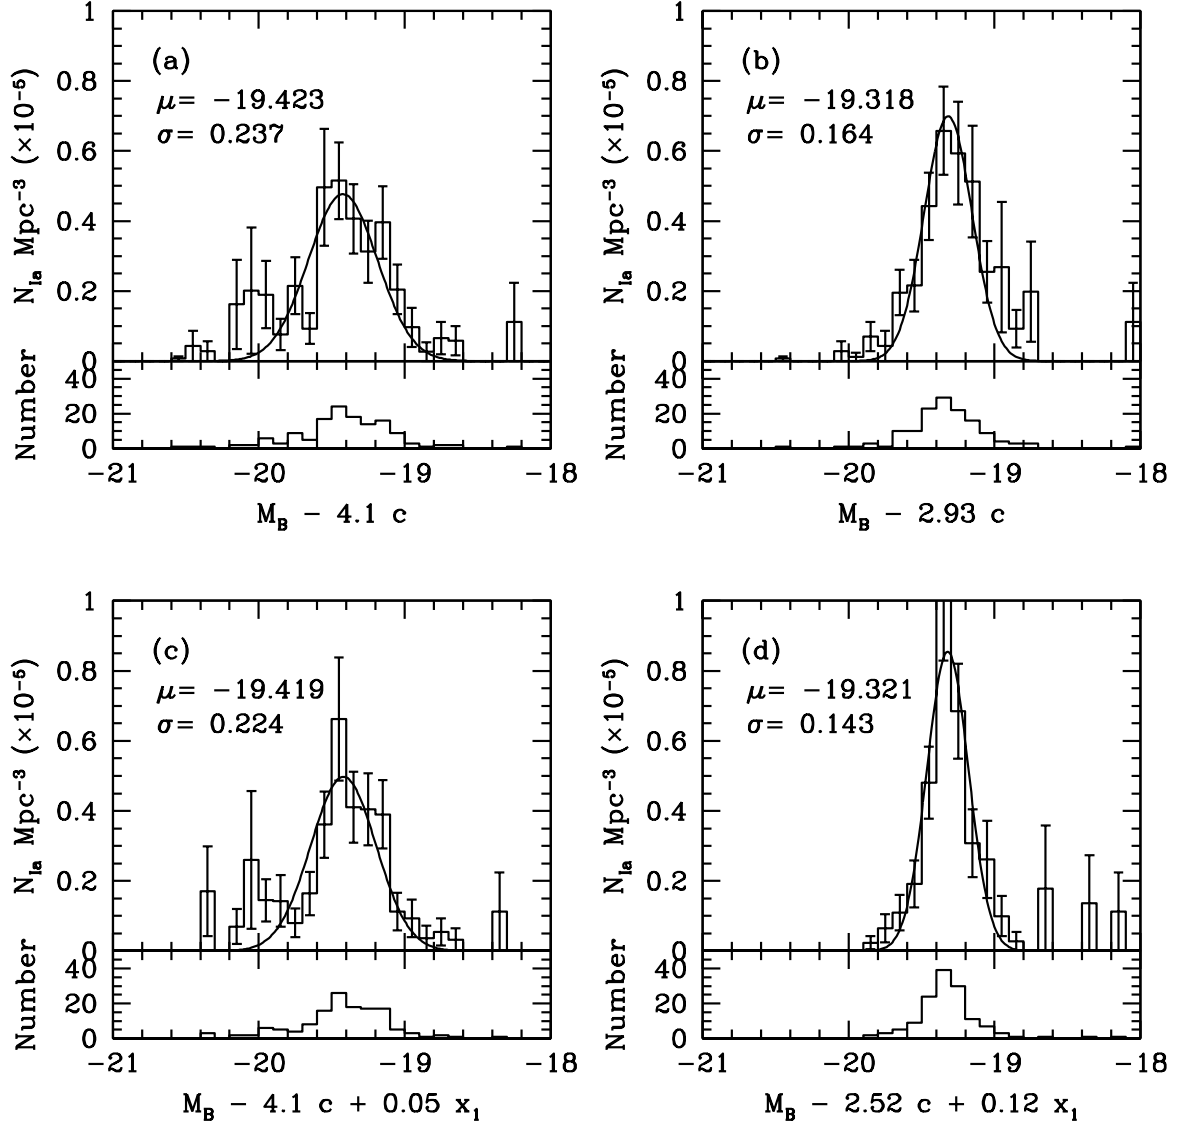 1
0.8
0.6
0.4
0.2
0
N_Ia Mpc⁻³ (×10⁻⁵)
(a)
μ= −19.423
σ= 0.237
40
20
0
Number
−21 −20 −19 −18
M_B − 4.1 c
1
0.8
0.6
0.4
0.2
0
N_Ia Mpc⁻³ (×10⁻⁵)
(b)
μ= −19.318
σ= 0.164
40
20
0
Number
−21 −20 −19 −18
M_B − 2.93 c
1
0.8
0.6
0.4
0.2
0
N_Ia Mpc⁻³ (×10⁻⁵)
(c)
μ= −19.419
σ= 0.224
40
20
0
Number
−21 −20 −19 −18
M_B − 4.1 c + 0.05 x_1
1
0.8
0.6
0.4
0.2
0
N_Ia Mpc⁻³ (×10⁻⁵)
(d)
μ= −19.321
σ= 0.143
40
20
0
Number
−21 −20 −19 −18
M_B − 2.52 c + 0.12 x_1